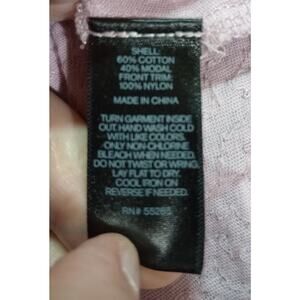 SHELL:
60% COTTON
40% MODAL
FRONT TRIM:
100% NYLON
MADE IN CHINA
TURN GARMENT INSIDE
OUT. HAND WASH COLD
WITH LIKE COLORS.
ONLY NON-CHLORINE
BLEACH WHEN NEEDED.
DO NOT TWIST OR WRING.
LAY FLAT TO DRY.
COOL IRON ON
REVERSE IF NEEDED.
RN#